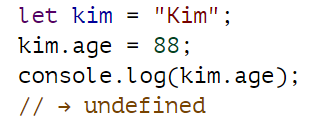 let kim = "Kim";
kim.age = 88;
console.log(kim.age);
// → undefined